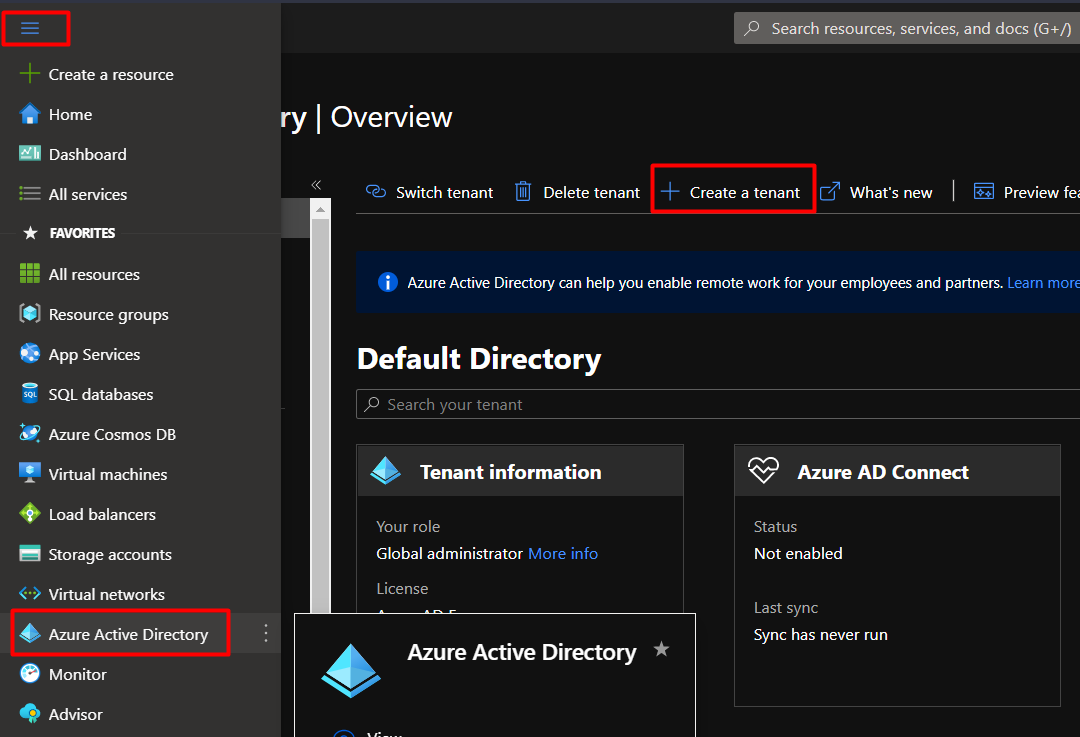 Search resources, services, and docs (G+/)
Create a resource
Home
Dashboard
All services
FAVORITES
All resources
Resource groups
App Services
SQL databases
Azure Cosmos DB
Virtual machines
Load balancers
Storage accounts
Virtual networks
Azure Active Directory
Monitor
Advisor
ry | Overview
Switch tenant
Delete tenant
Create a tenant
What's new
Preview fea
Azure Active Directory can help you enable remote work for your employees and partners. Learn more
Default Directory
Search your tenant
Tenant information
Your role
Global administrator More info
License
Azure AD Connect
Status
Not enabled
Last sync
Sync has never run
Azure Active Directory
View